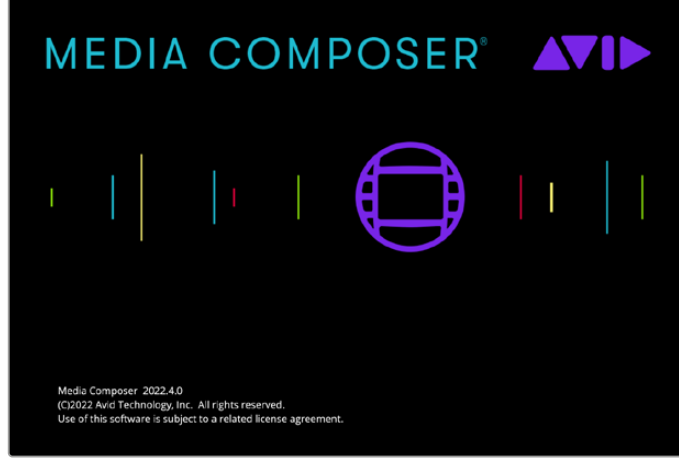 MEDIA COMPOSER® AVID
Media Composer 2022.4.0
(C)2022 Avid Technology, Inc. All rights reserved.
Use of this software is subject to a related license agreement.